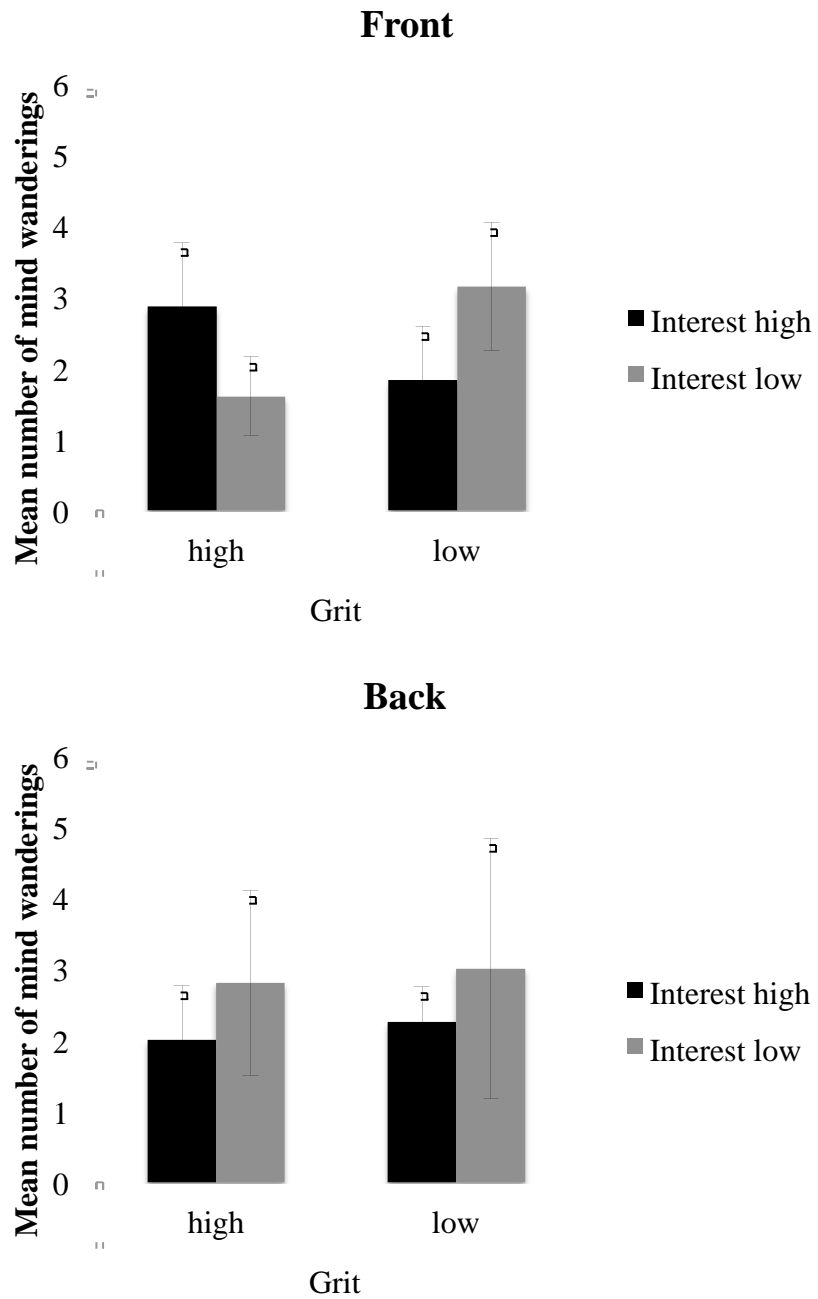 Front
Mean number of mind wanderings
6
5
4
3
2
1
0
high
low
Grit
Interest high
Interest low
Back
Mean number of mind wanderings
6
5
4
3
2
1
0
high
low
Grit
Interest high
Interest low